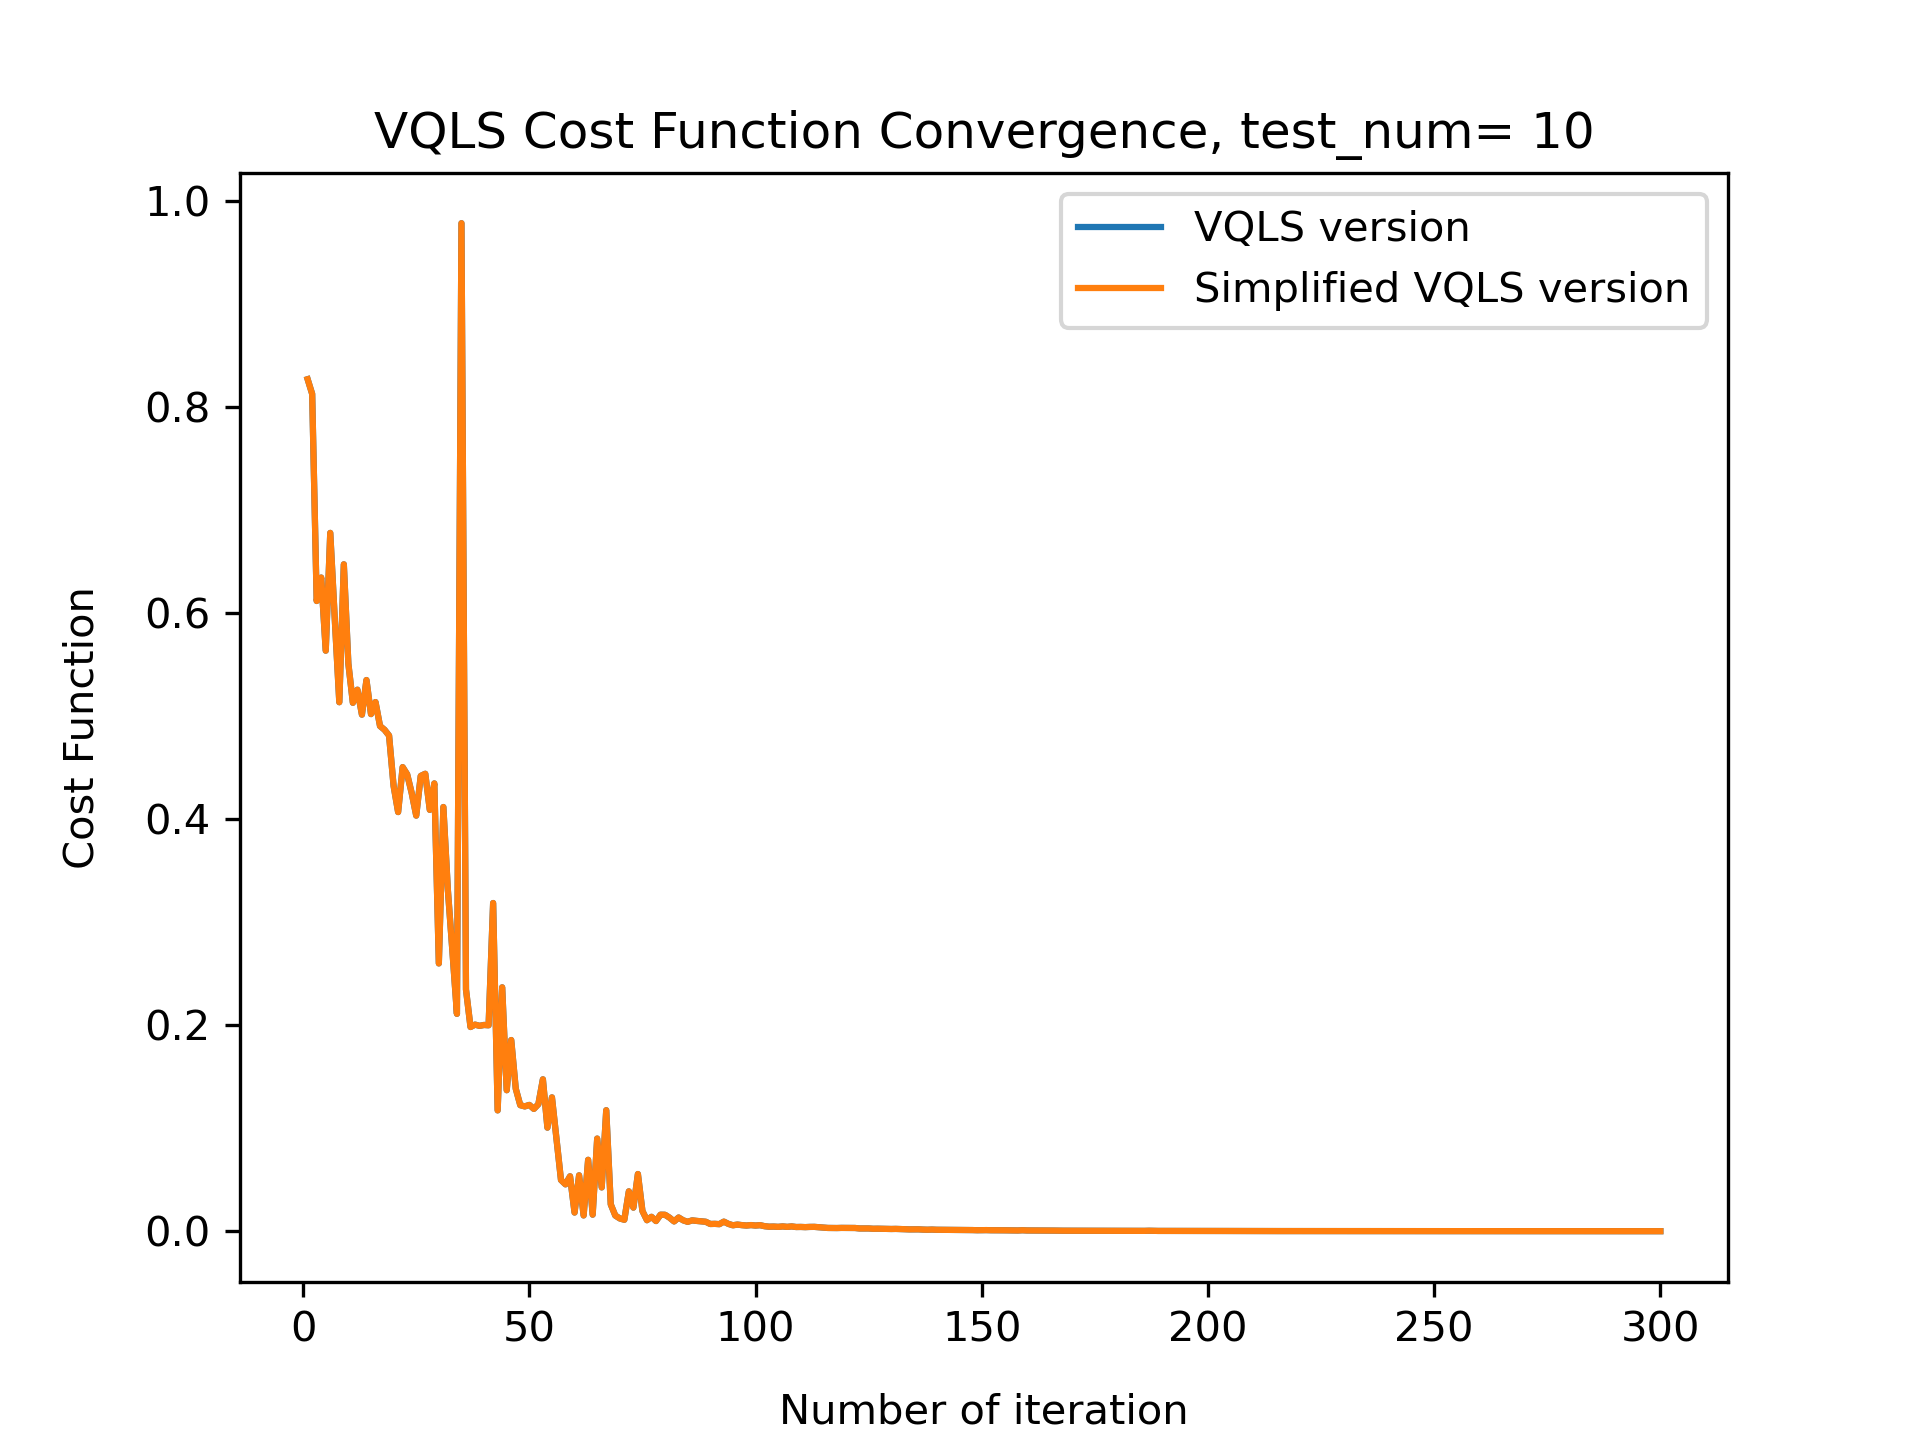 VQLS Cost Function Convergence, test_num= 10
VQLS version
Simplified VQLS version
1.0
0.8
0.6
0.4
0.2
0.0
Cost Function
0 50 100 150 200 250 300
Number of iteration